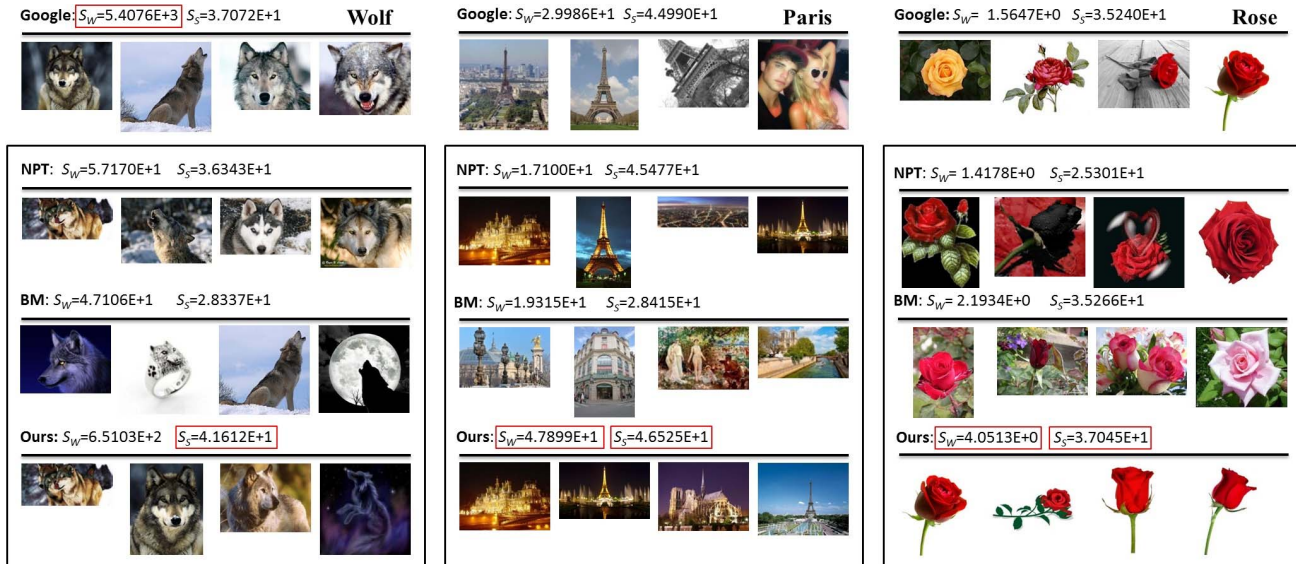 Google: SW=5.4076E+3 SS=3.7072E+1 Wolf
NPT: SW=5.7170E+1 SS=3.6343E+1
BM: SW=4.7106E+1 SS=2.8337E+1
Ours: SW=6.5103E+2 SS=4.1612E+1
Google: SW=2.9986E+1 SS=4.4990E+1 Paris
NPT: SW=1.7100E+1 SS=4.5477E+1
BM: SW=1.9315E+1 SS=2.8415E+1
Ours: SW=4.7899E+1 SS=4.6525E+1
Google: SW= 1.5647E+0 SS=3.5240E+1 Rose
NPT: SW= 1.4178E+0 SS=2.5301E+1
BM: SW= 2.1934E+0 SS=3.5266E+1
Ours: SW=4.0513E+0 SS=3.7045E+1